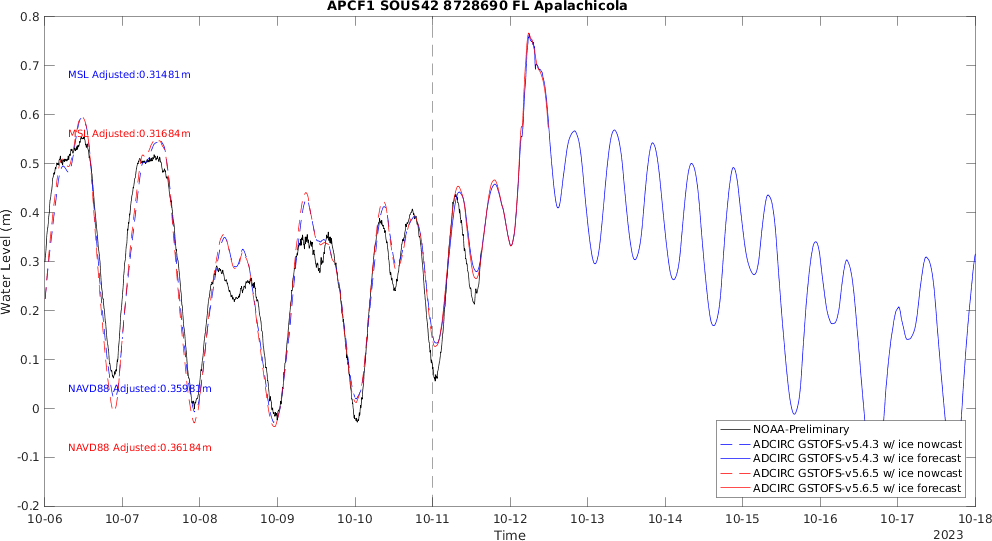 APCF1 SOUS42 8728690 FL Apalachicola
0.8
0.7
0.6
0.5
0.4
0.3
0.2
0.1
0
-0.1
-0.2
Water Level (m)
MSL Adjusted:0.31481m
MSL Adjusted:0.31684m
NAVD88 Adjusted:0.35981m
NAVD88 Adjusted:0.36184m
NOAA-Preliminary
ADCIRC GSTOFS-v5.4.3 w/ ice nowcast
ADCIRC GSTOFS-v5.4.3 w/ ice forecast
ADCIRC GSTOFS-v5.6.5 w/ ice nowcast
ADCIRC GSTOFS-v5.6.5 w/ ice forecast
10-06 10-07 10-08 10-09 10-10 10-11 10-12 10-13 10-14 10-15 10-16 10-17 10-18
Time
2023